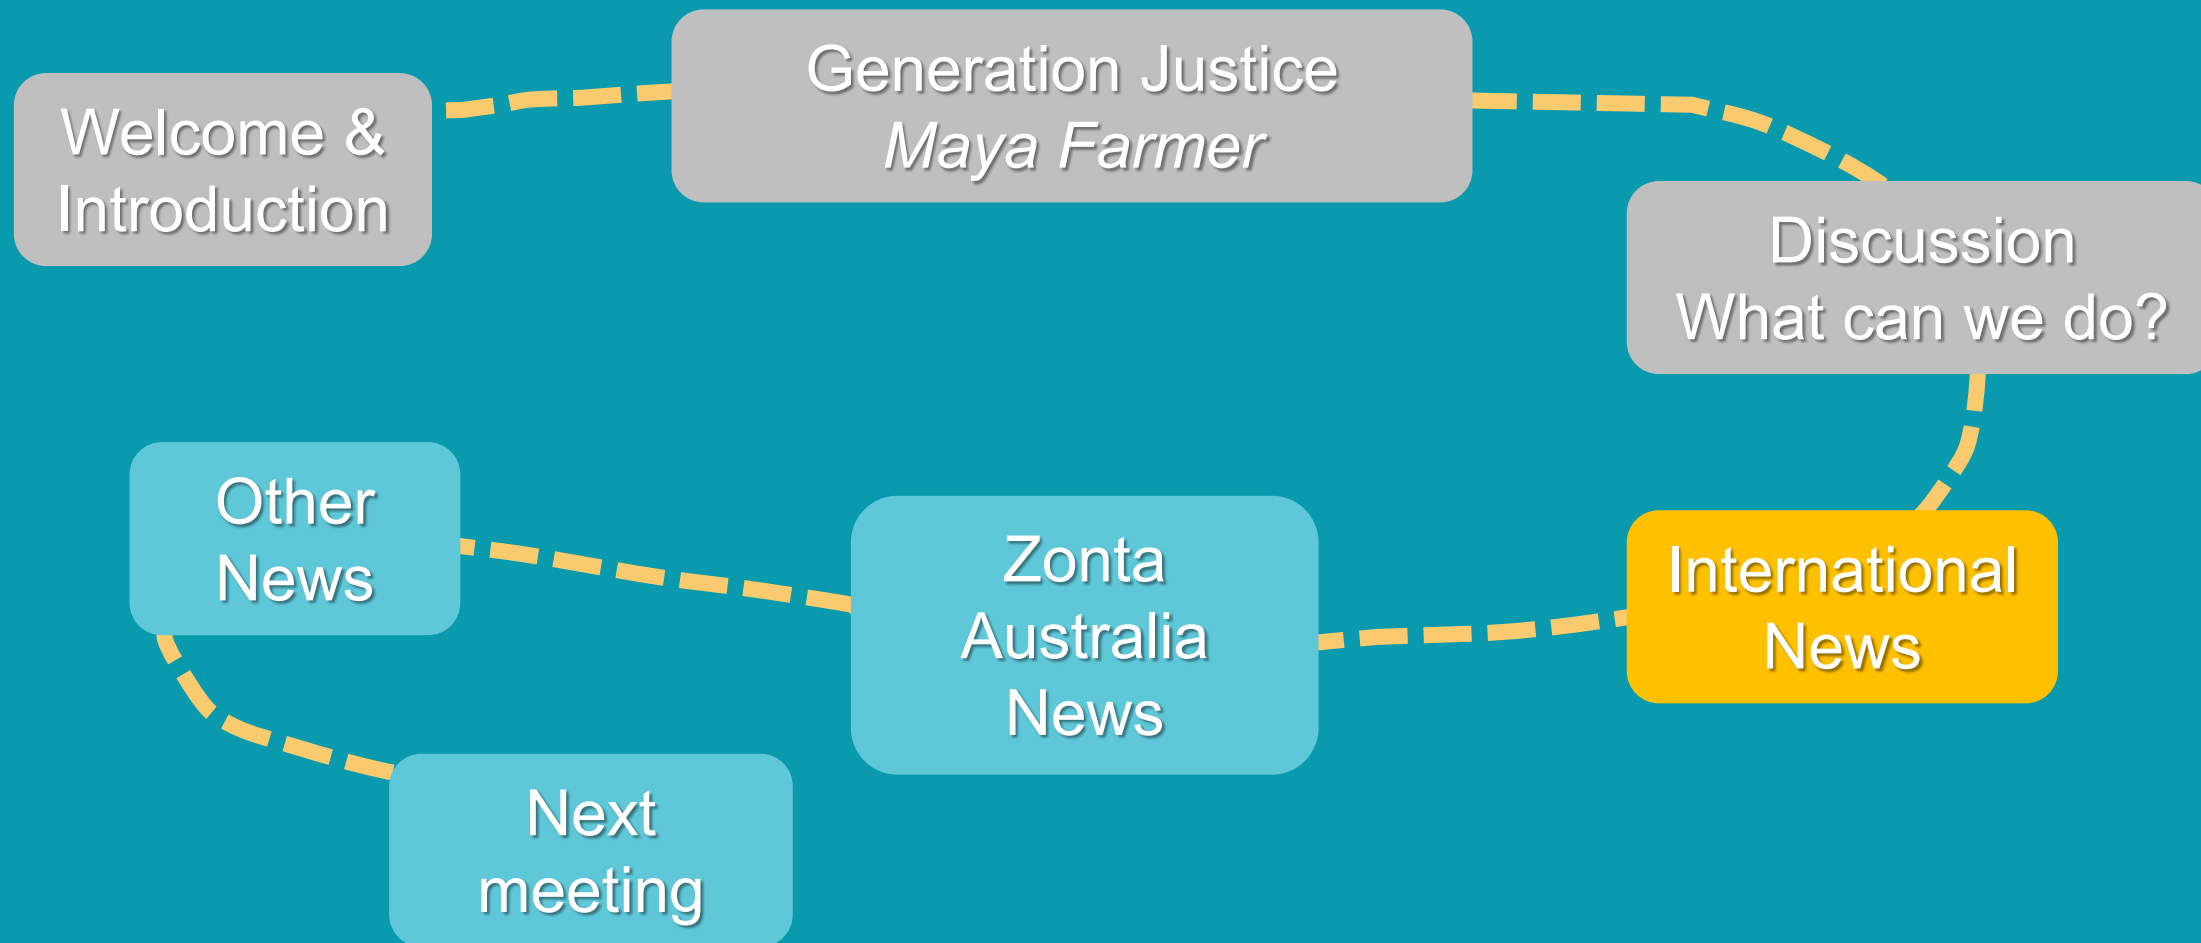 Welcome &
Introduction
Generation Justice
Maya Farmer
Discussion
What can we do?
International
News
Zonta
Australia
News
Other
News
Next
meeting